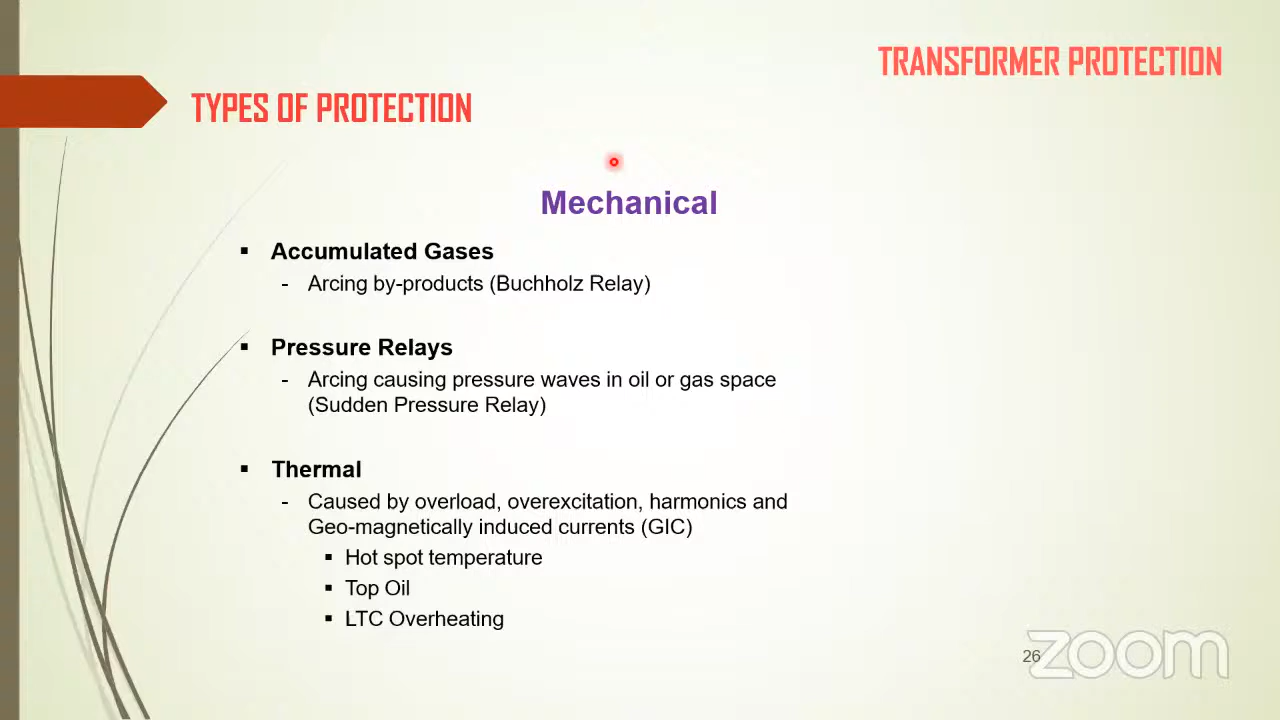 TRANSFORMER PROTECTION
TYPES OF PROTECTION
Mechanical
▪ Accumulated Gases
- Arcing by-products (Buchholz Relay)
▪ Pressure Relays
- Arcing causing pressure waves in oil or gas space
(Sudden Pressure Relay)
▪ Thermal
- Caused by overload, overexcitation, harmonics and
Geo-magnetically induced currents (GIC)
▪ Hot spot temperature
▪ Top Oil
▪ LTC Overheating
26
zoom